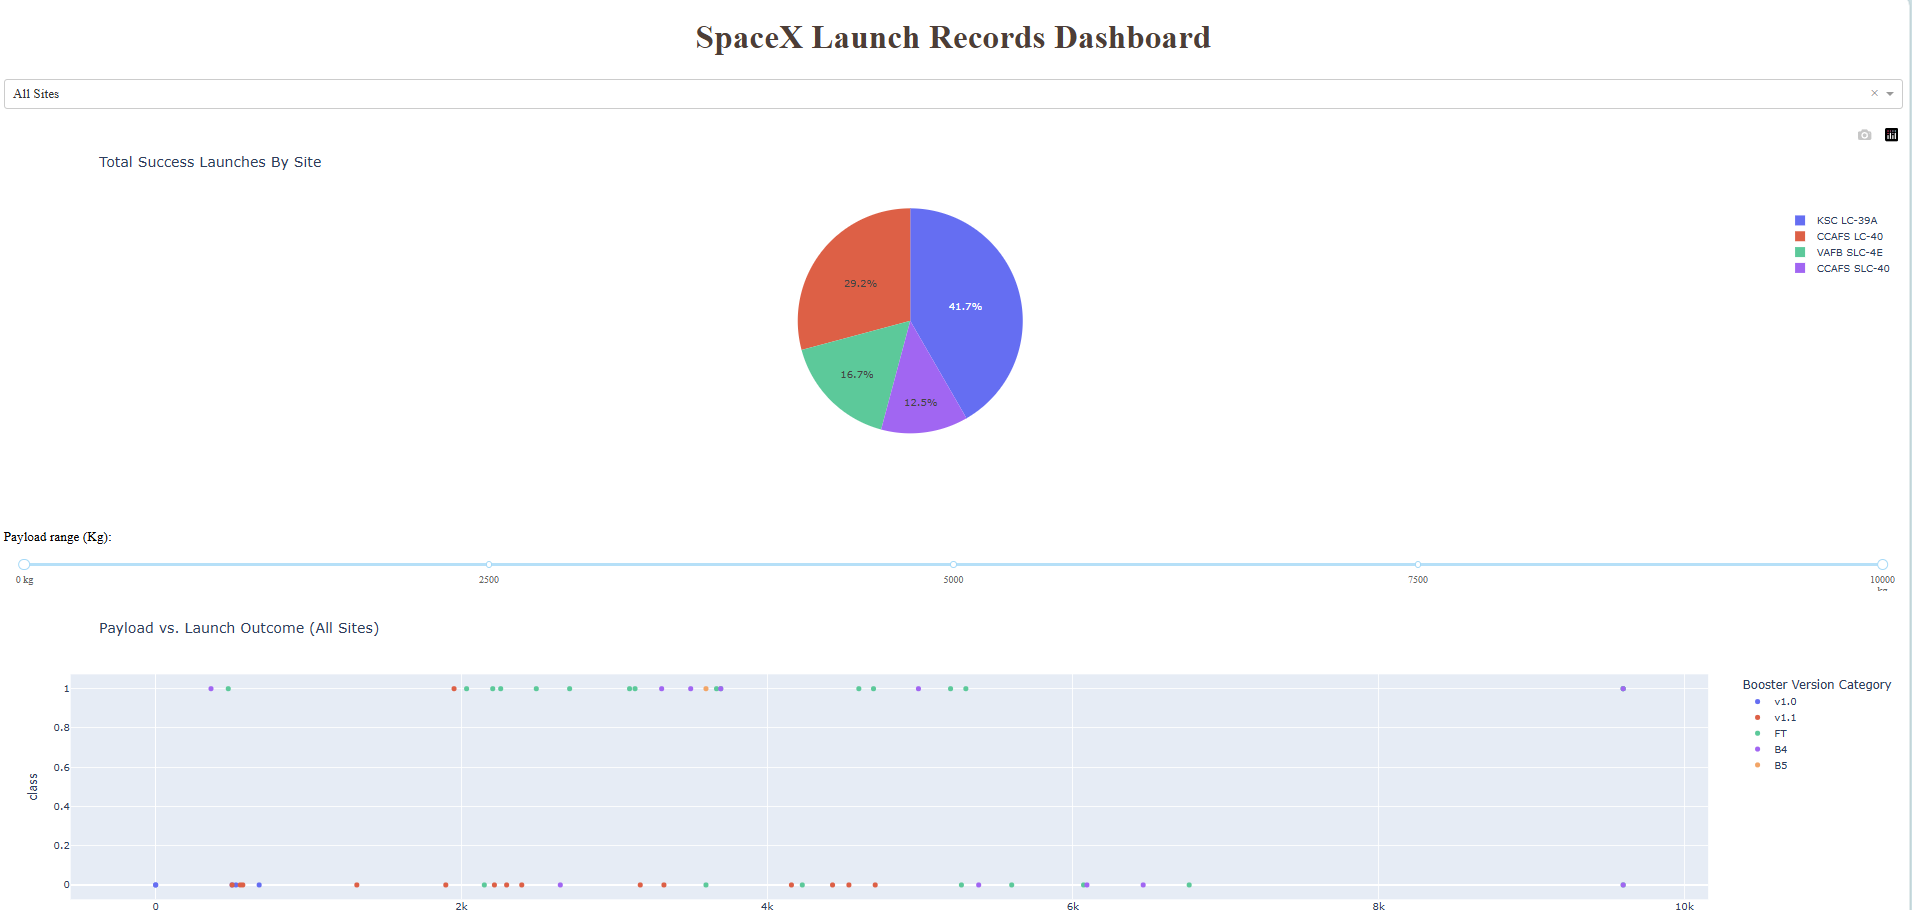 SpaceX Launch Records Dashboard
All Sites
Total Success Launches By Site
KSC LC-39A
CCAFS LC-40
VAFB SLC-4E
CCAFS SLC-40
29.2%
41.7%
16.7%
12.5%
Payload range (Kg):
0 kg 2500 5000 7500 10000
kg
Payload vs. Launch Outcome (All Sites)
Booster Version Category
v1.0
v1.1
FT
B4
B5
class
1
0.8
0.6
0.4
0.2
0
0 2k 4k 6k 8k 10k